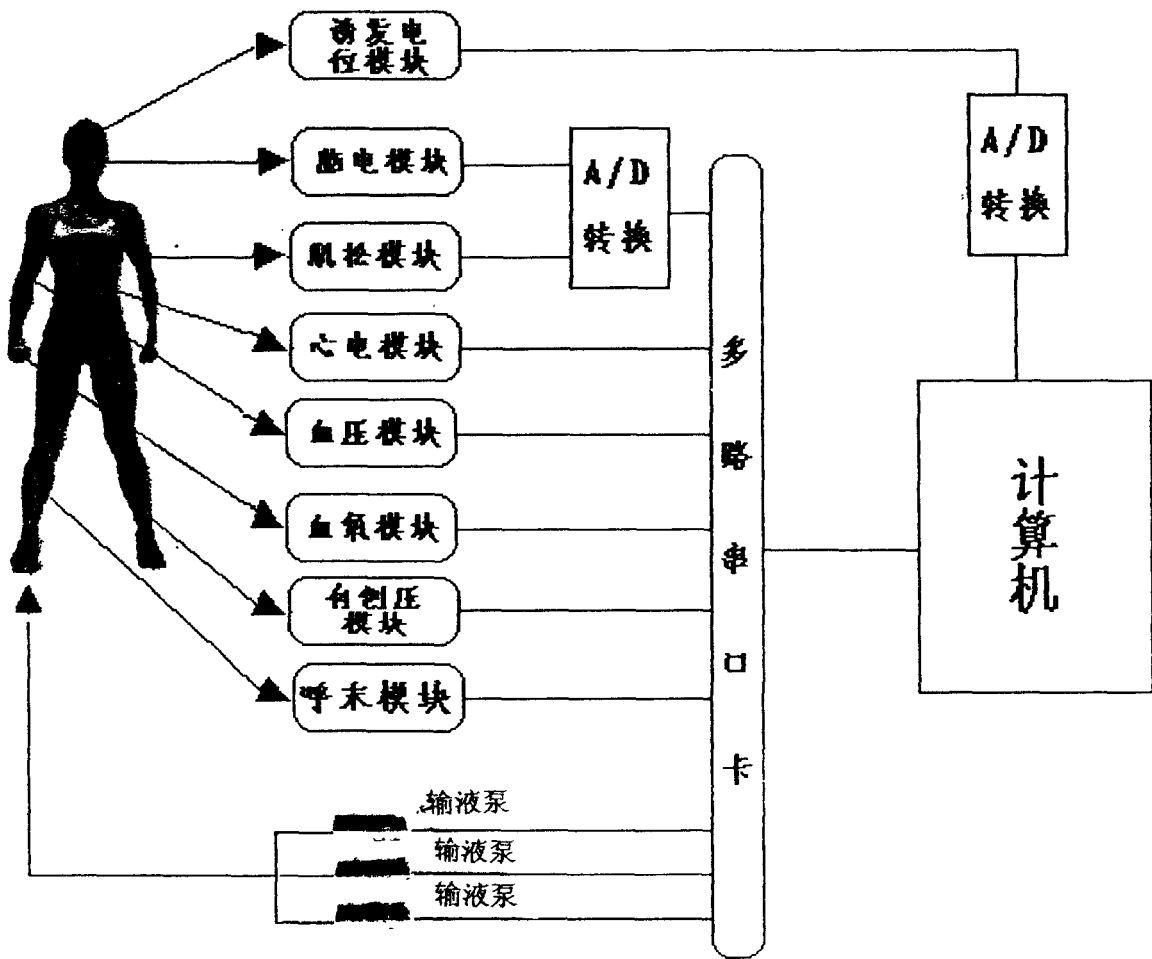 诱发电
位模块
A/D
转换
脑电模块
A/D
转换
肌松模块
心电模块
血压模块
血氧模块
有创压
模块
呼末模块
多路串口卡
计算机
输液泵
输液泵
输液泵